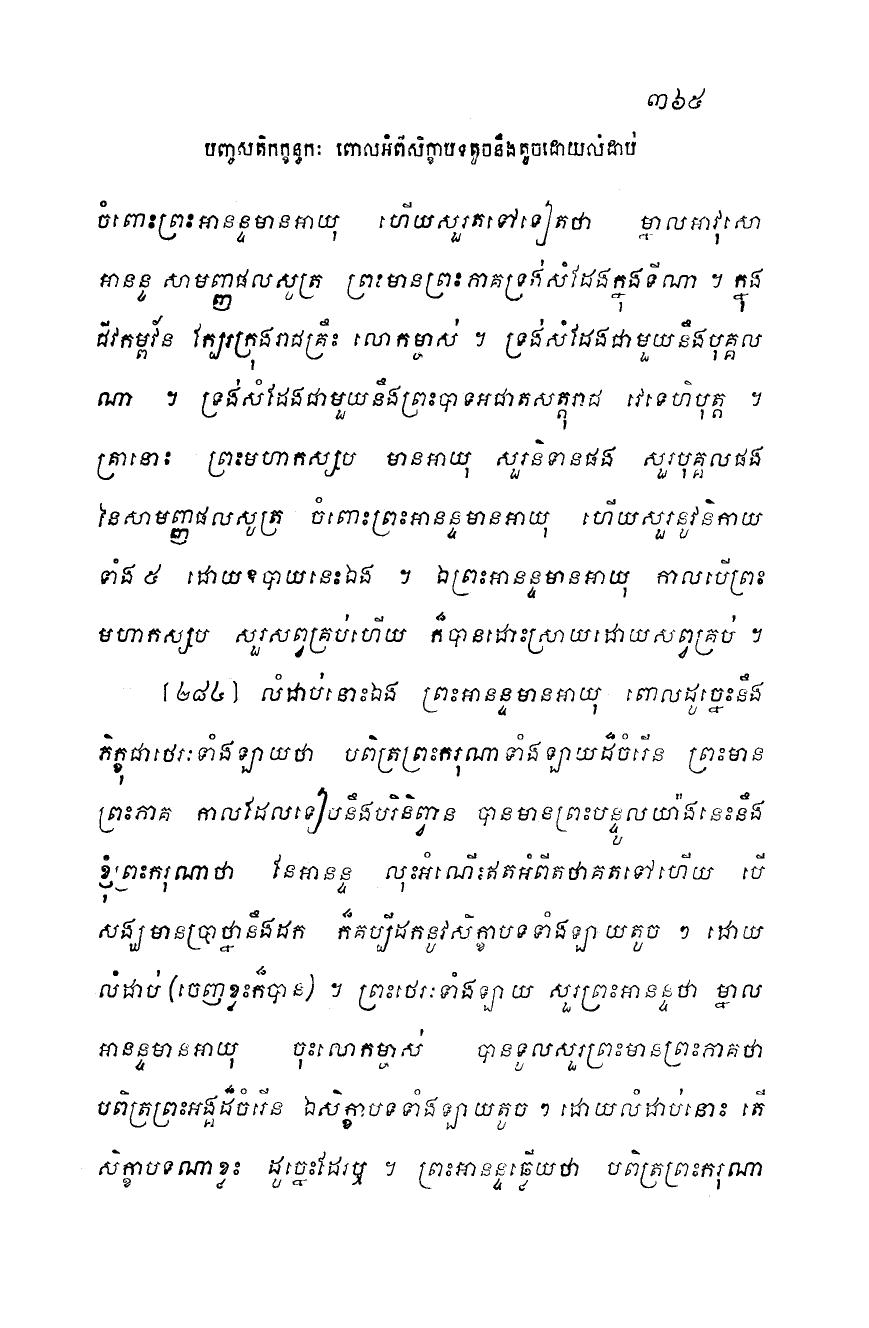 ៣៦៥
បញ្ចសតិកក្ខន្ធកៈ ពោលអំពីសិក្ខាបទតូចនឹងតូចដោយលំដាប់
ចំពោះព្រះអានន្ទមានអាយុ ហើយសួរតទៅទៀតថា ម្នាលអាវុសោ
អានន្ទ សាមញ្ញផលសូត្រ ព្រះមានព្រះភាគទ្រង់សំដែងក្នុងទីណា ។ ក្នុង
ជីវកម្ពវ័ន ក្បែរក្រុងរាជគ្រឹះ លោកម្ចាស់ ។ ទ្រង់សំដែងជាមួយនឹងបុគ្គល
ណា ។ ទ្រង់សំដែងជាមួយនឹងព្រះបាទអជាតសត្តុរាជ វេទេហិបុត្ត ។
គ្រានោះ ព្រះមហាកស្សប មានអាយុ សួរនិទានផង សួរបុគ្គលផង
នៃសាមញ្ញផលសូត្រ ចំពោះព្រះអានន្ទមានអាយុ ហើយសួរនូវនិកាយ
ទាំង ៥ ដោយឧបាយនេះឯង ។ ឯព្រះអានន្ទមានអាយុ កាលបើព្រះ
មហាកស្សប សួរសព្វគ្រប់ហើយ ក៏បានដោះស្រាយដោយសព្វគ្រប់ ។
[២៨៤] លំដាប់នោះឯង ព្រះអានន្ទមានអាយុ ពោលដូច្នេះនឹង
ភិក្ខុជាថេរៈទាំងឡាយថា បពិត្រព្រះករុណាទាំងឡាយដ៏ចំរើន ព្រះមាន
ព្រះភាគ កាលដែលទៀបនឹងបរិនិព្វាន បានមានព្រះបន្ទូលយ៉ាងនេះនឹង
ខ្ញុំព្រះករុណាថា នែអានន្ទ លុះអំណើះឥតអំពីតថាគតទៅហើយ បើ
សង្ឃមានប្រាថ្នានឹងដក ក៏គប្បីដកនូវសិក្ខាបទទាំងឡាយតូច ៗ ដោយ
លំដាប់ (ចេញខ្លះក៏បាន) ។ ព្រះថេរៈទាំងឡាយ សួរព្រះអានន្ទថា ម្នាល
អានន្ទមានអាយុ ចុះលោកម្ចាស់ បានទូលសួរព្រះមានព្រះភាគថា
បពិត្រព្រះអង្គដ៏ចំរើន ឯសិក្ខាបទទាំងឡាយតូច ៗ ដោយលំដាប់នោះ តើ
សិក្ខាបទណាខ្លះ ដូច្នេះដែរឬ ។ ព្រះអានន្ទឆ្លើយថា បពិត្រព្រះករុណា